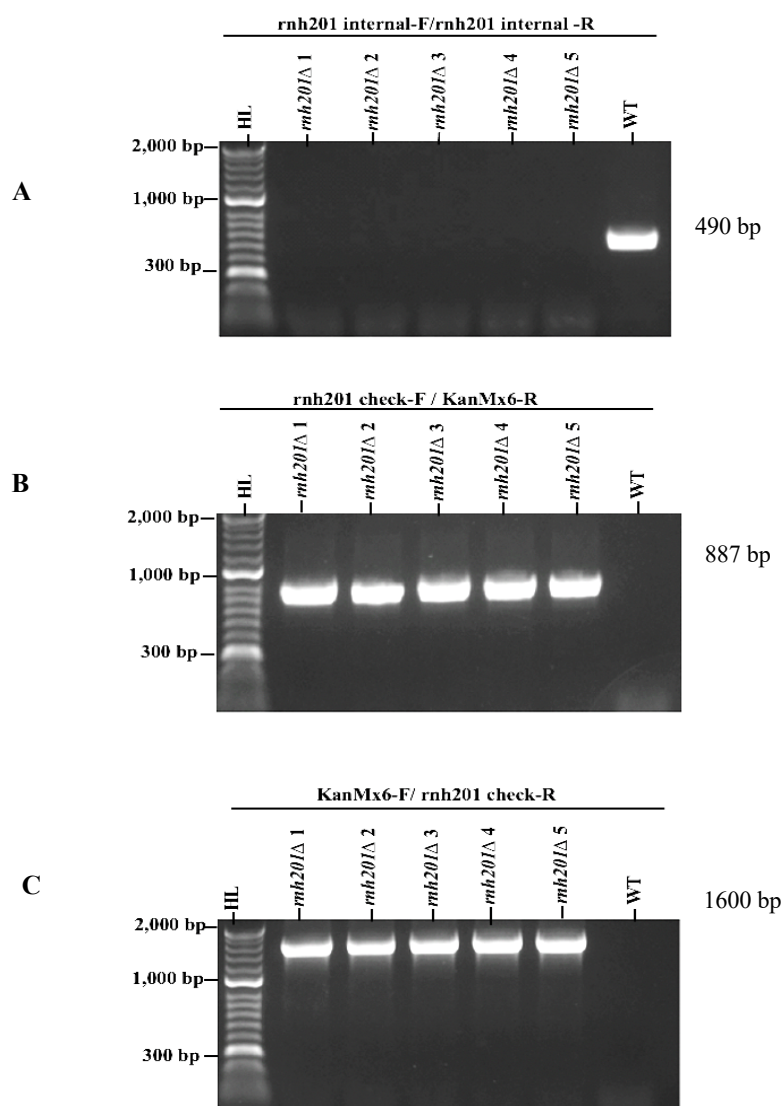 rnh201 internal-F/rnh201 internal -R
HL
rnh201Δ 1
rnh201Δ 2
rnh201Δ 3
rnh201Δ 4
rnh201Δ 5
WT
2,000 bp
A
1,000 bp
490 bp
300 bp
rnh201 check-F / KanMx6-R
HL
rnh201Δ 1
rnh201Δ 2
rnh201Δ 3
rnh201Δ 4
rnh201Δ 5
WT
B
2,000 bp
887 bp
1,000 bp
300 bp
KanMx6-F/ rnh201 check-R
HL
rnh201Δ 1
rnh201Δ 2
rnh201Δ 3
rnh201Δ 4
rnh201Δ 5
WT
C
1600 bp
2,000 bp
1,000 bp
300 bp